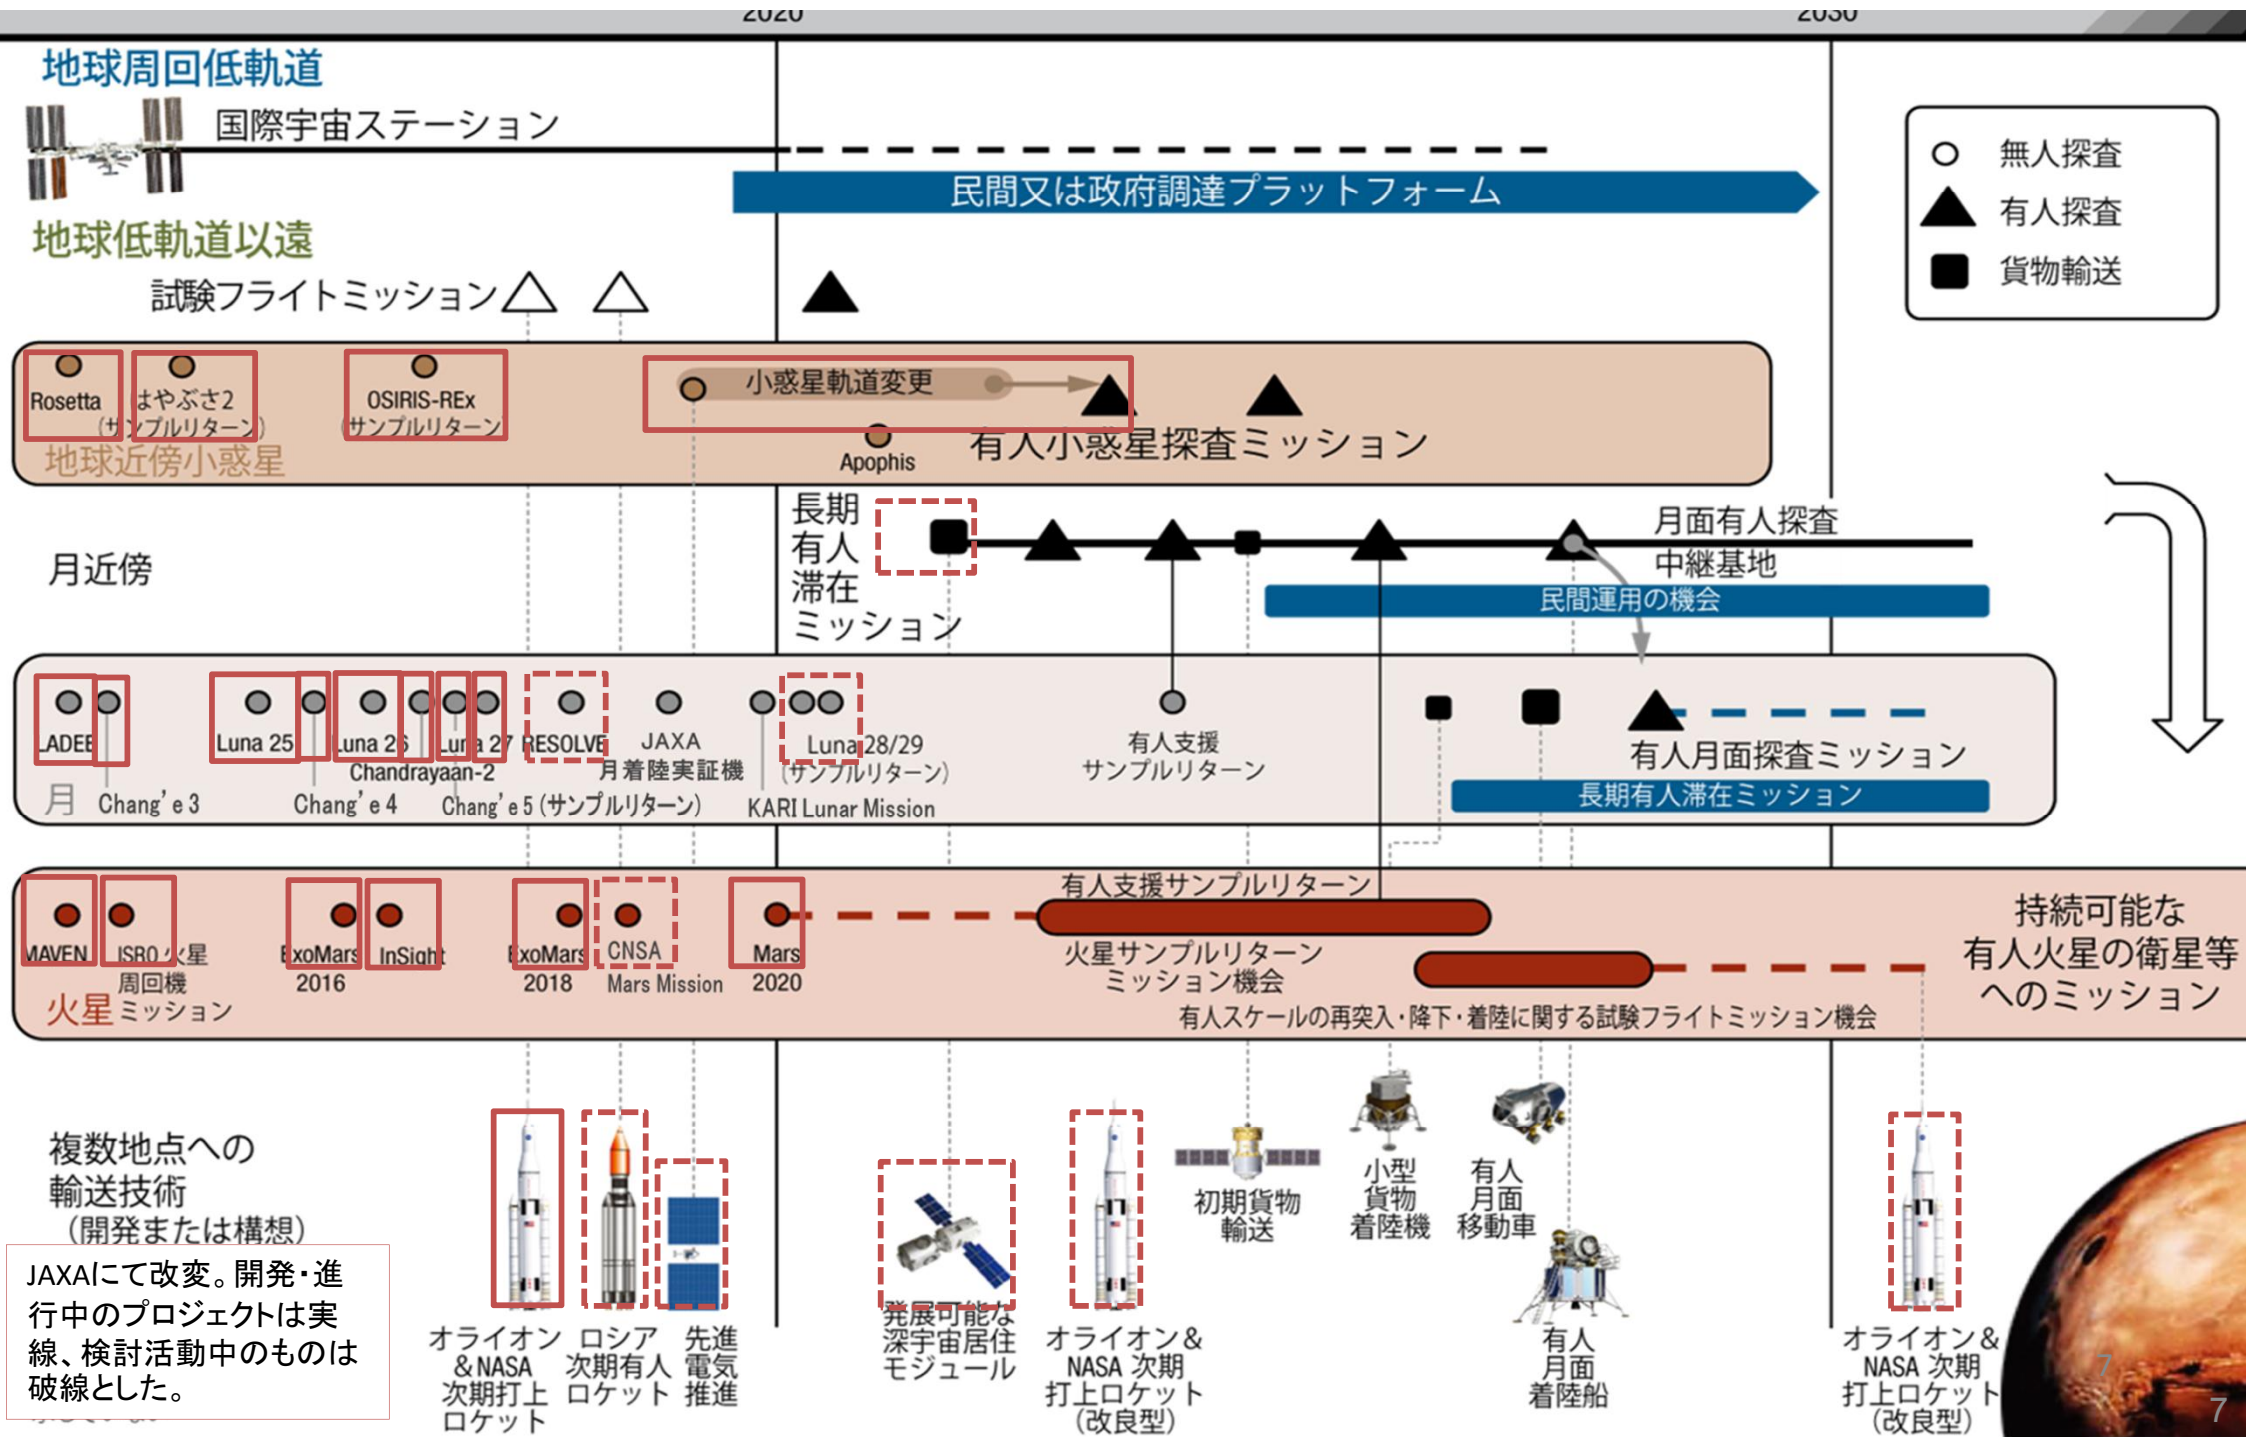 2020
2030
地球周回低軌道
国際宇宙ステーション
民間又は政府調達プラットフォーム
無人探査
有人探査
貨物輸送
地球低軌道以遠
試験フライトミッション
Rosetta
はやぶさ2
(サンプルリターン)
OSIRIS-REx
(サンプルリターン
小惑星軌道変更
Apophis
有人小惑星探査ミッション
地球近傍小惑星
月近傍
長期
有人
滞在
ミッション
月面有人探査
中継基地
民間運用の機会
LADEE
Chang'e 3
Luna 25
Chang'e 4
Luna 26
Chandrayaan-2
Chang'e 5 (サンプルリターン)
Luna 27
RESOLVE
JAXA
月着陸実証機
KARI Lunar Mission
Luna 28/29
(サンプルリターン)
有人支援
サンプルリターン
有人月面探査ミッション
長期有人滞在ミッション
月
MAVEN
ISRO 火星
周回機
ミッション
ExoMars
2016
InSight
ExoMars
2018
CNSA
Mars Mission
Mars
2020
有人支援サンプルリターン
火星サンプルリターン
ミッション機会
有人スケールの再突入・降下・着陸に関する試験フライトミッション機会
持続可能な
有人火星の衛星等
へのミッション
火星
複数地点への
輸送技術
(開発または構想)
JAXAにて改変。開発・進
行中のプロジェクトは実
線、検討活動中のものは
破線とした。
オライオン
&NASA
次期打上
ロケット
ロシア
次期有人
ロケット
先進
電気
推進
発展可能な
深宇宙居住
モジュール
オライオン&
NASA 次期
打上ロケット
(改良型)
初期貨物
輸送
小型
貨物
着陸機
有人
月面
移動車
有人
月面
着陸船
オライオン&
NASA 次期
打上ロケット
(改良型)
7
7